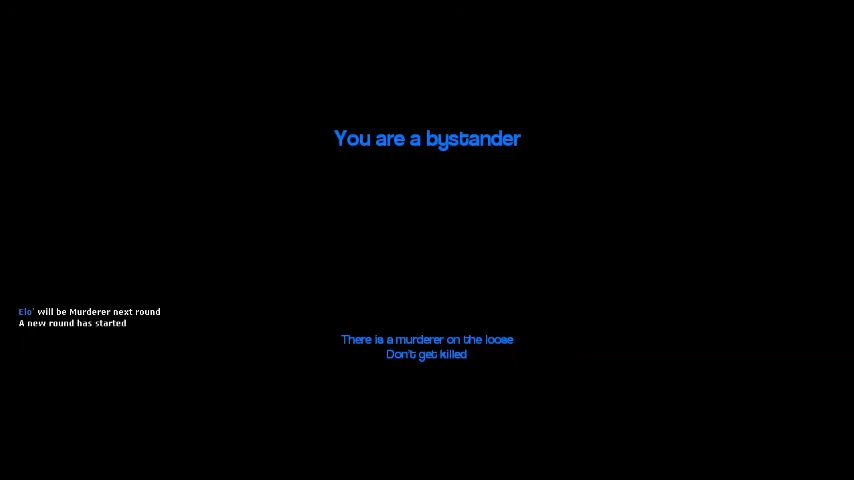 You are a bystander
Elo' will be Murderer next round
A new round has started
There is a murderer on the loose
Don't get killed